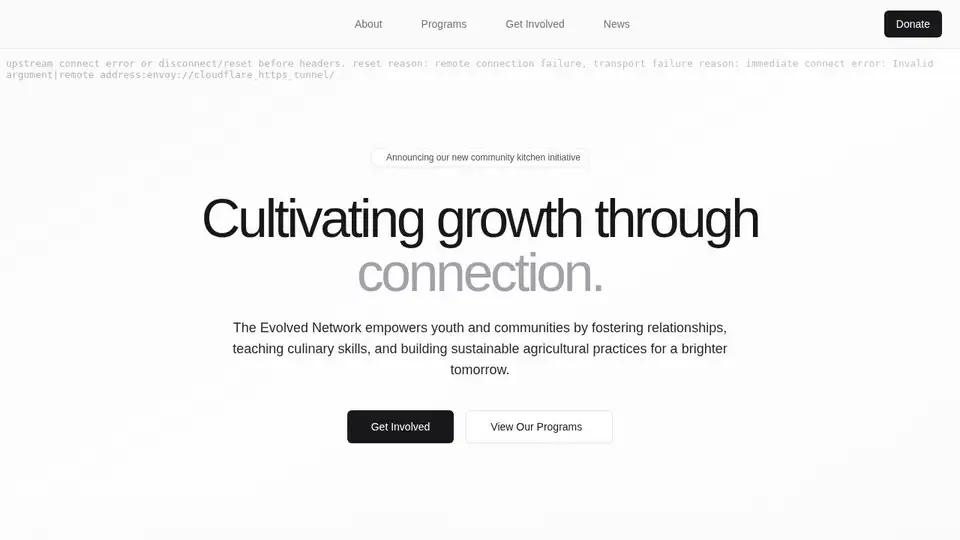 About Programs Get Involved News Donate
upstream connect error or disconnect/reset before headers. reset reason: remote connection failure, transport failure reason: immediate connect error: Invalid
argument|remote address:envoy://cloudflare_https_tunnel/
Announcing our new community kitchen initiative
Cultivating growth through
connection.
The Evolved Network empowers youth and communities by fostering relationships,
teaching culinary skills, and building sustainable agricultural practices for a brighter
tomorrow.
Get Involved View Our Programs